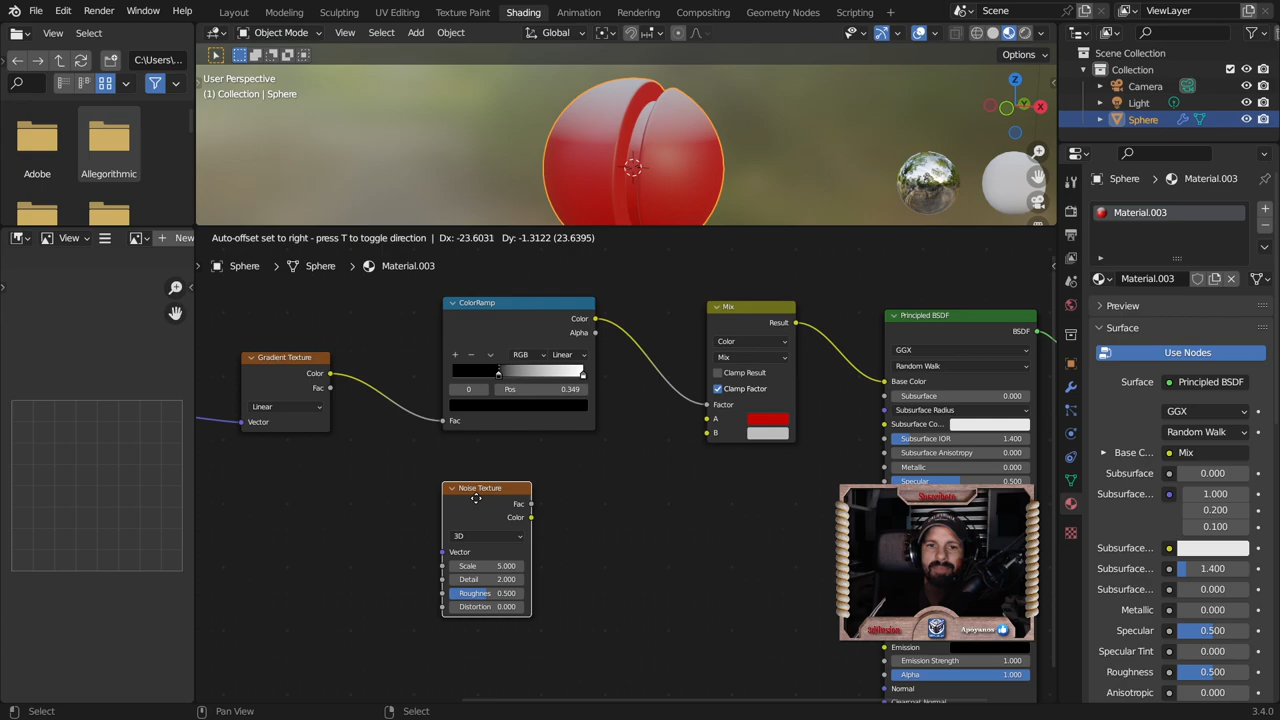 File Edit Render Window Help Layout Modeling Sculpting UV Editing Texture Paint Shading Animation Rendering Compositing Geometry Nodes Scripting Scene ViewLayer
View Select
Object Mode View Select Add Object Global
C:\Users\...
Options
User Perspective
(1) Collection | Sphere
Z
Y
X
Scene Collection
Collection
Camera
Light
Sphere
Adobe
Allegorithmic
Sphere Material.003
Material.003
View New
Auto-offset set to right - press T to toggle direction | Dx: -23.6031 Dy: -1.3122 (23.6395)
Sphere Sphere Material.003
Material.003
Preview
Surface
Use Nodes
Surface Principled BSDF
GGX
Random Walk
Base C... Mix
Subsurface 0.000
Subsurface... 1.000
0.200
0.100
Subsurface...
Subsurface... 1.400
Metallic 0.000
Specular 0.500
Specular Tint 0.000
Roughness 0.500
Anisotropic 0.000
Gradient Texture
Color
Fac
Linear
Vector
ColorRamp
Color
Alpha
RGB Linear
0 Pos 0.349
Fac
Mix
Result
Color
Mix
Clamp Result
Clamp Factor
Factor
A
B
Principled BSDF
BSDF
GGX
Random Walk
Base Color
Subsurface 0.000
Subsurface Radius
Subsurface Co...
Subsurface IOR 1.400
Subsurface Anisotropy 0.000
Metallic 0.000
Specular 0.500
Emission
Emission Strength 1.000
Alpha 1.000
Normal
Clearcoat Normal
Noise Texture
Fac
Color
3D
Vector
Scale 5.000
Detail 2.000
Roughnes 0.500
Distortion 0.000
Apoyanos
Select Pan View Select 3.4.0